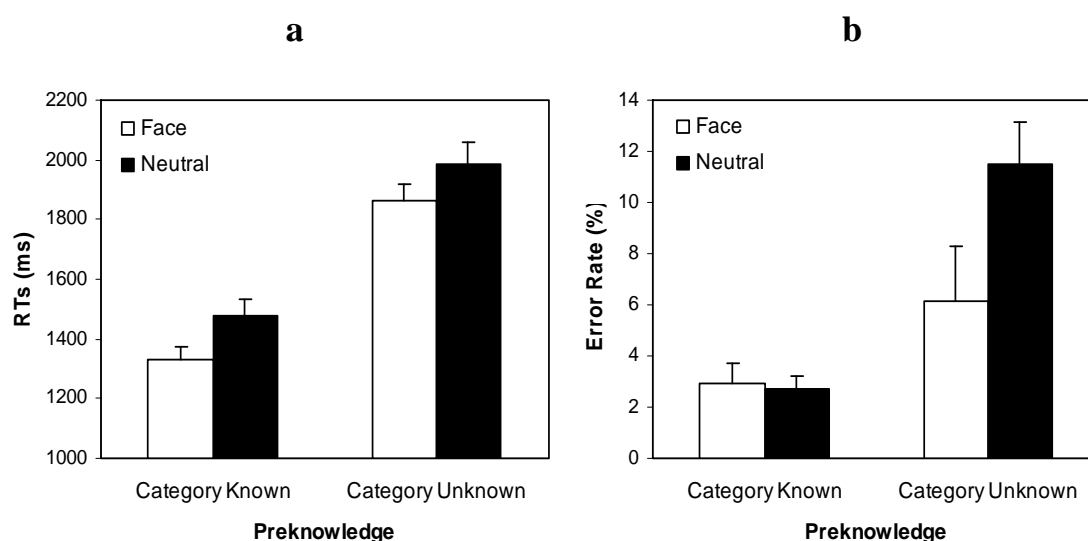 a
2200
2000
1800
1600
1400
1200
1000
RTs (ms)
Face
Neutral
Category Known Category Unknown
Preknowledge
b
14
12
10
8
6
4
2
0
Error Rate (%)
Face
Neutral
Category Known Category Unknown
Preknowledge